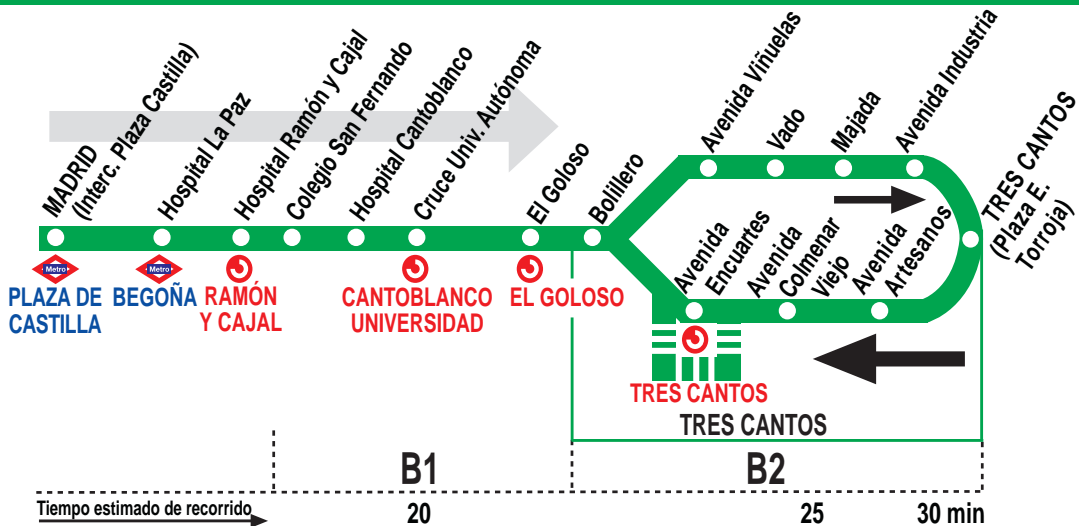 MADRID
(Interc. Plaza Castilla)
Hospital La Paz
Hospital Ramón y Cajal
Colegio San Fernando
Hospital Cantoblanco
Cruce Univ. Autónoma
El Goloso
Bolillero
Avenida Viñuelas
Vado
Majada
Avenida Industria
TRES CANTOS
(Plaza E.
Torroja)
Avenida
Encuartes
Avenida
Colmenar
Viejo
Avenida
Artesanos
Metro
PLAZA DE
CASTILLA
Metro
BEGOÑA
RAMÓN
Y CAJAL
CANTOBLANCO
UNIVERSIDAD
EL GOLOSO
TRES CANTOS
TRES CANTOS
B1
B2
Tiempo estimado de recorrido
20
25
30 min